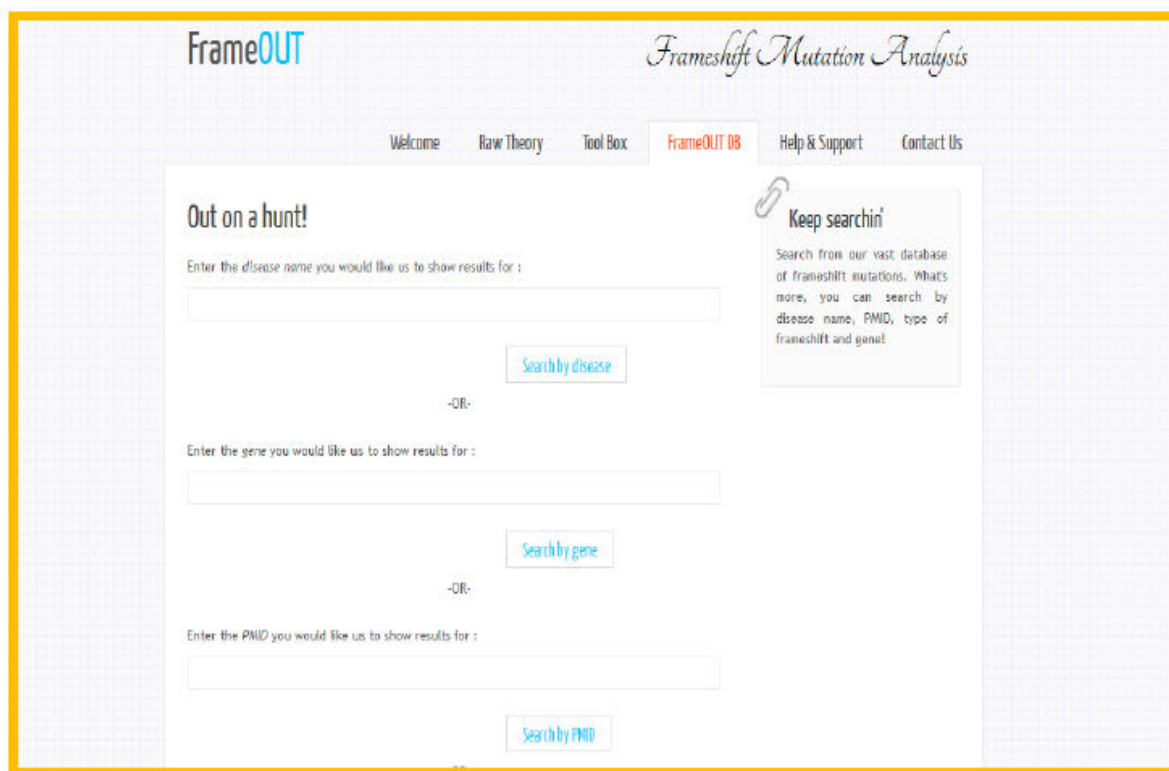 FrameOUT
Frameshift Mutation Analysis
Welcome Raw Theory Tool Box FrameOUT DB Help & Support Contact Us
Out on a hunt!
Enter the disease name you would like us to show results for :
Search by disease
-OR-
Enter the gene you would like us to show results for :
Search by gene
-OR-
Enter the PMID you would like us to show results for :
Search by PMID
Keep searchin'
Search from our vast database
of frameshift mutations. What's
more, you can search by
disease name, PMID, type of
frameshift and gene!